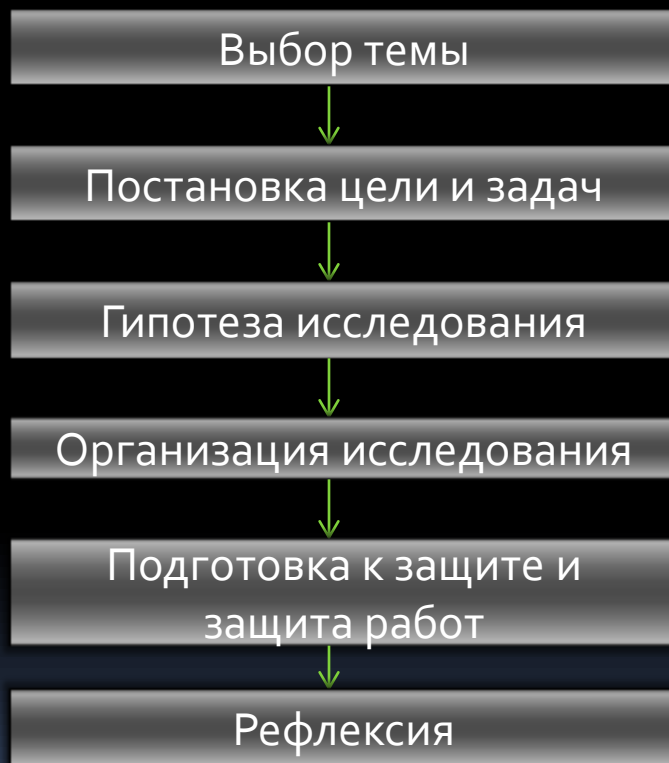 Выбор темы
Постановка цели и задач
Гипотеза исследования
Организация исследования
Подготовка к защите и
защита работ
Рефлексия